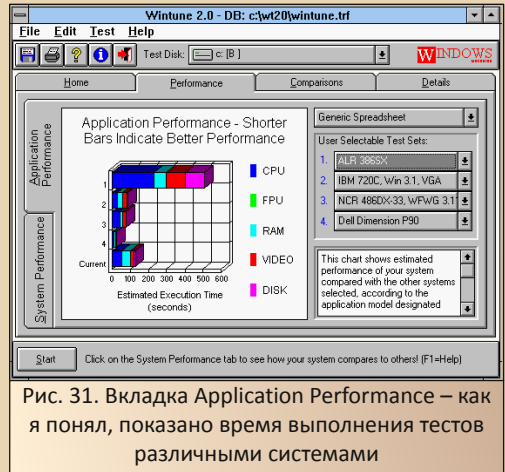 Wintune 2.0 - DB: c:\wt20\wintune.trf
File Edit Test Help
Test Disk: c: [B ]
WINDOWS
Home Performance Comparisons Details
Application Performance
System Performance
Application Performance - Shorter
Bars Indicate Better Performance
1
2
3
4
Current
0 100 200 300 400 500 600
Estimated Execution Time
(seconds)
CPU
FPU
RAM
VIDEO
DISK
Generic Spreadsheet
User Selectable Test Sets:
1. ALR 386SX
2. IBM 720C, Win 3.1, VGA
3. NCR 486DX-33, WFWG 3.1
4. Dell Dimension P90
This chart shows estimated
performance of your system
compared with the other systems
selected, according to the
application model designated
Start Click on the System Performance tab to see how your system compares to others! (F1=Help)
Рис. 31. Вкладка Application Performance – как
я понял, показано время выполнения тестов
различными системами